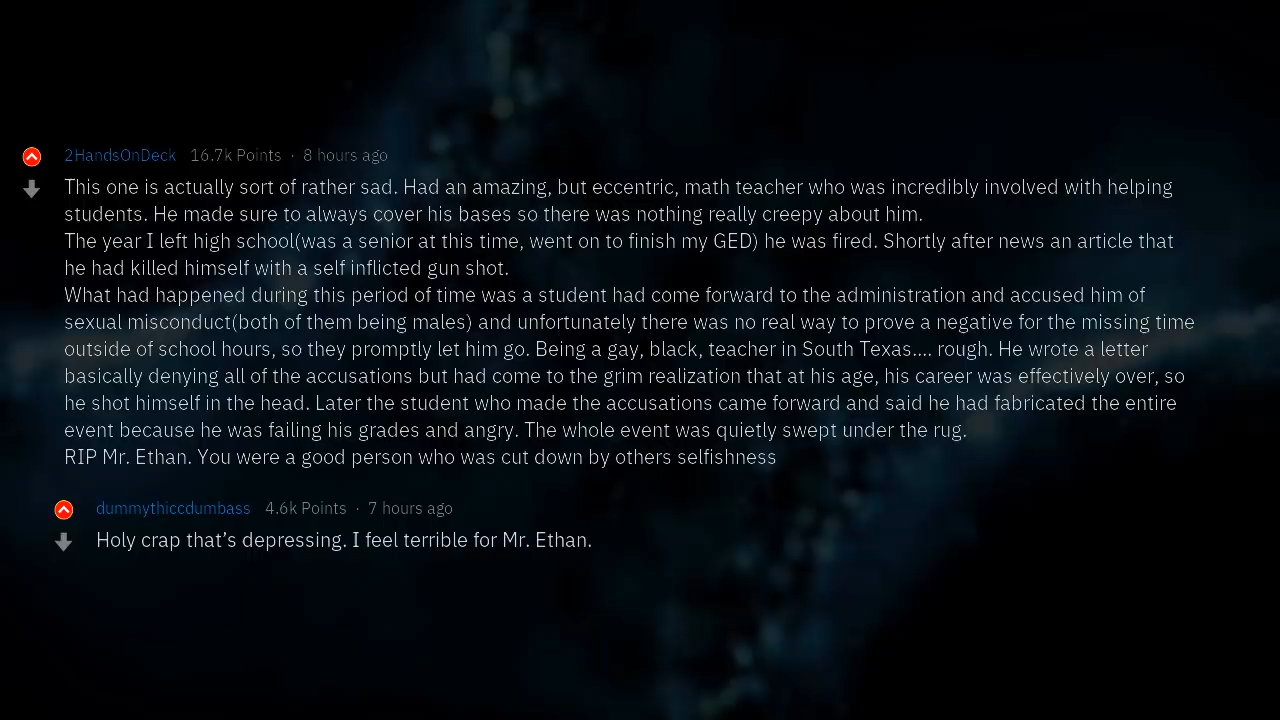 2HandsOnDeck 16.7k Points · 8 hours ago
This one is actually sort of rather sad. Had an amazing, but eccentric, math teacher who was incredibly involved with helping
students. He made sure to always cover his bases so there was nothing really creepy about him.
The year I left high school(was a senior at this time, went on to finish my GED) he was fired. Shortly after news an article that
he had killed himself with a self inflicted gun shot.
What had happened during this period of time was a student had come forward to the administration and accused him of
sexual misconduct(both of them being males) and unfortunately there was no real way to prove a negative for the missing time
outside of school hours, so they promptly let him go. Being a gay, black, teacher in South Texas.... rough. He wrote a letter
basically denying all of the accusations but had come to the grim realization that at his age, his career was effectively over, so
he shot himself in the head. Later the student who made the accusations came forward and said he had fabricated the entire
event because he was failing his grades and angry. The whole event was quietly swept under the rug.
RIP Mr. Ethan. You were a good person who was cut down by others selfishness
dummythiccdumbass 4.6k Points · 7 hours ago
Holy crap that’s depressing. I feel terrible for Mr. Ethan.